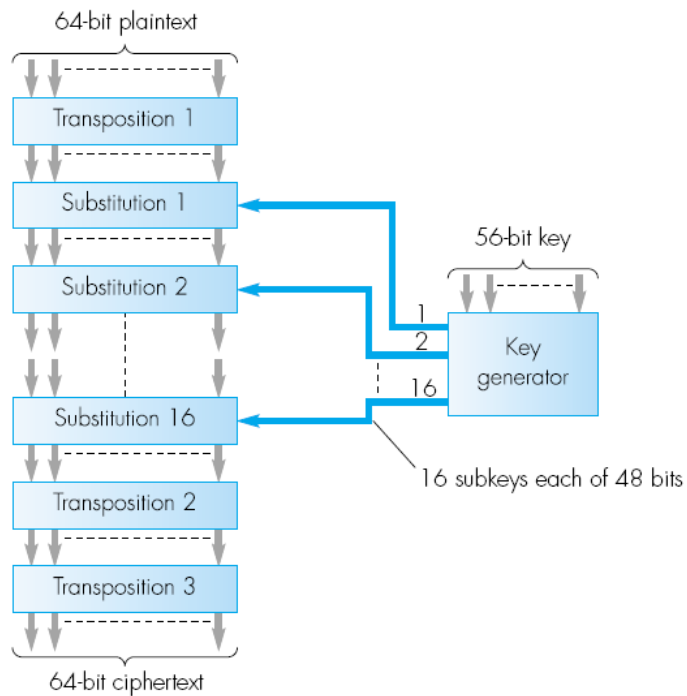 64-bit plaintext
Transposition 1
Substitution 1
56-bit key
Substitution 2
1
2
Key
generator
16
Substitution 16
16 subkeys each of 48 bits
Transposition 2
Transposition 3
64-bit ciphertext